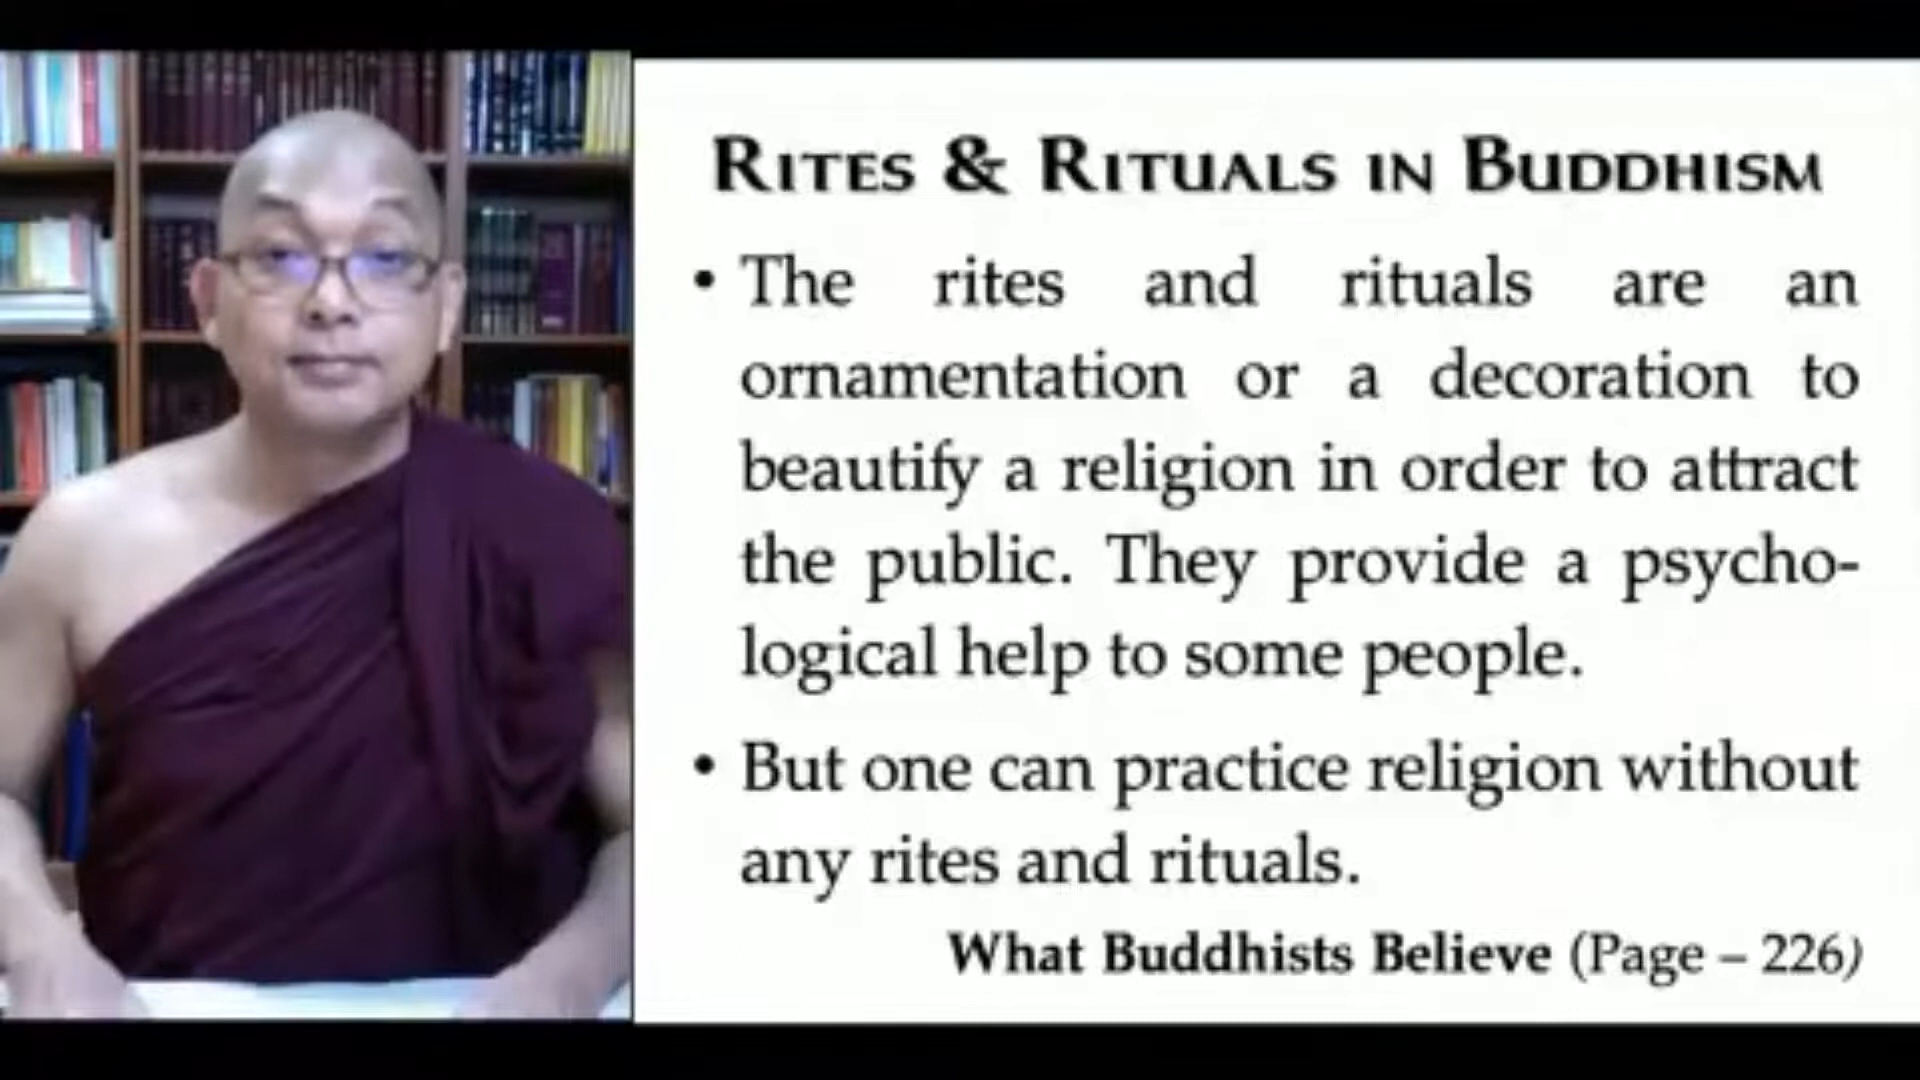 RITES & RITUALS IN BUDDHISM
• The rites and rituals are an
ornamentation or a decoration to
beautify a religion in order to attract
the public. They provide a psycho-
logical help to some people.
• But one can practice religion without
any rites and rituals.
What Buddhists Believe (Page – 226)